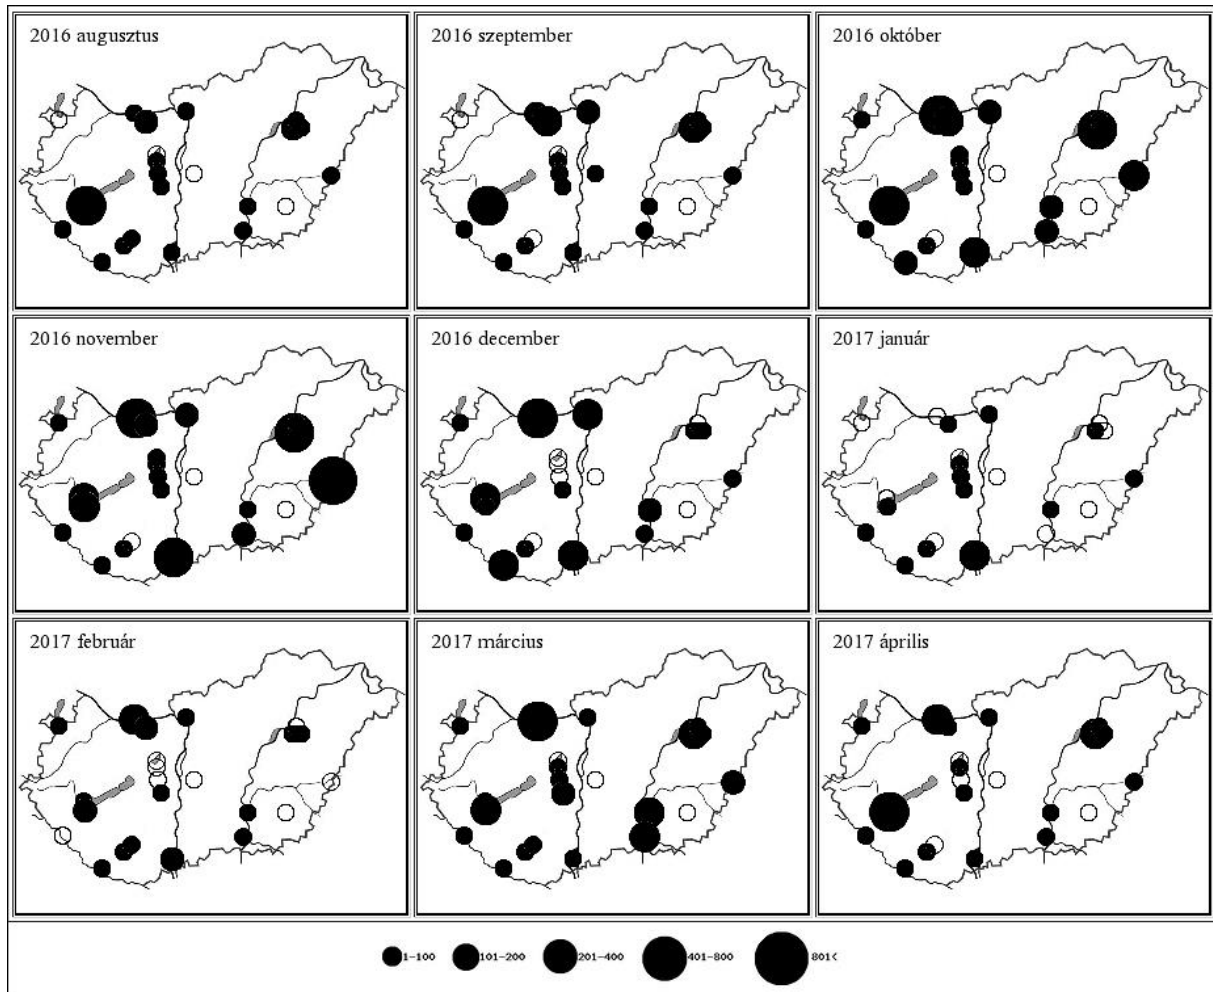 2016 augusztus
2016 szeptember
2016 október
2016 november
2016 december
2017 január
2017 február
2017 március
2017 április
1-100
101-200
201-400
401-800
801<